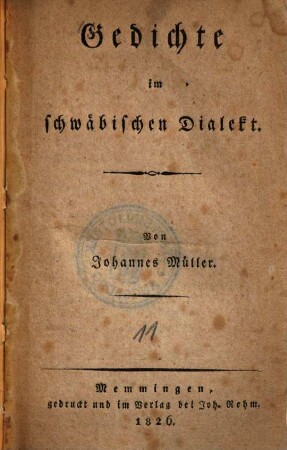 Gedichte
im
schwäbischen Dialekt.
Von
Johannes Müller.
11
Memmingen,
gedruckt und im Verlag bei Joh. Rehm.
1826.